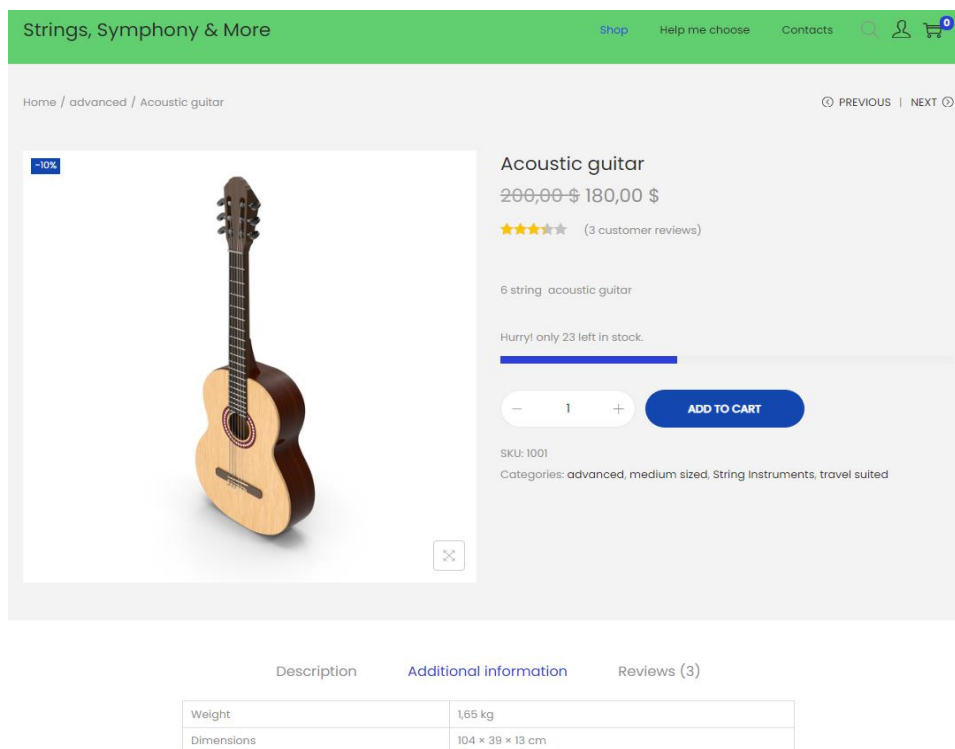 Strings, Symphony & More
Shop Help me choose Contacts 0
Home / advanced / Acoustic guitar
PREVIOUS | NEXT
-10%
Acoustic guitar
200,00 $ 180,00 $
(3 customer reviews)
6 string acoustic guitar
Hurry! only 23 left in stock.
- 1 +
ADD TO CART
SKU: 1001
Categories: advanced, medium sized, String Instruments, travel suited
Description Additional information Reviews (3)
Weight 1,65 kg
Dimensions 104 × 39 × 13 cm